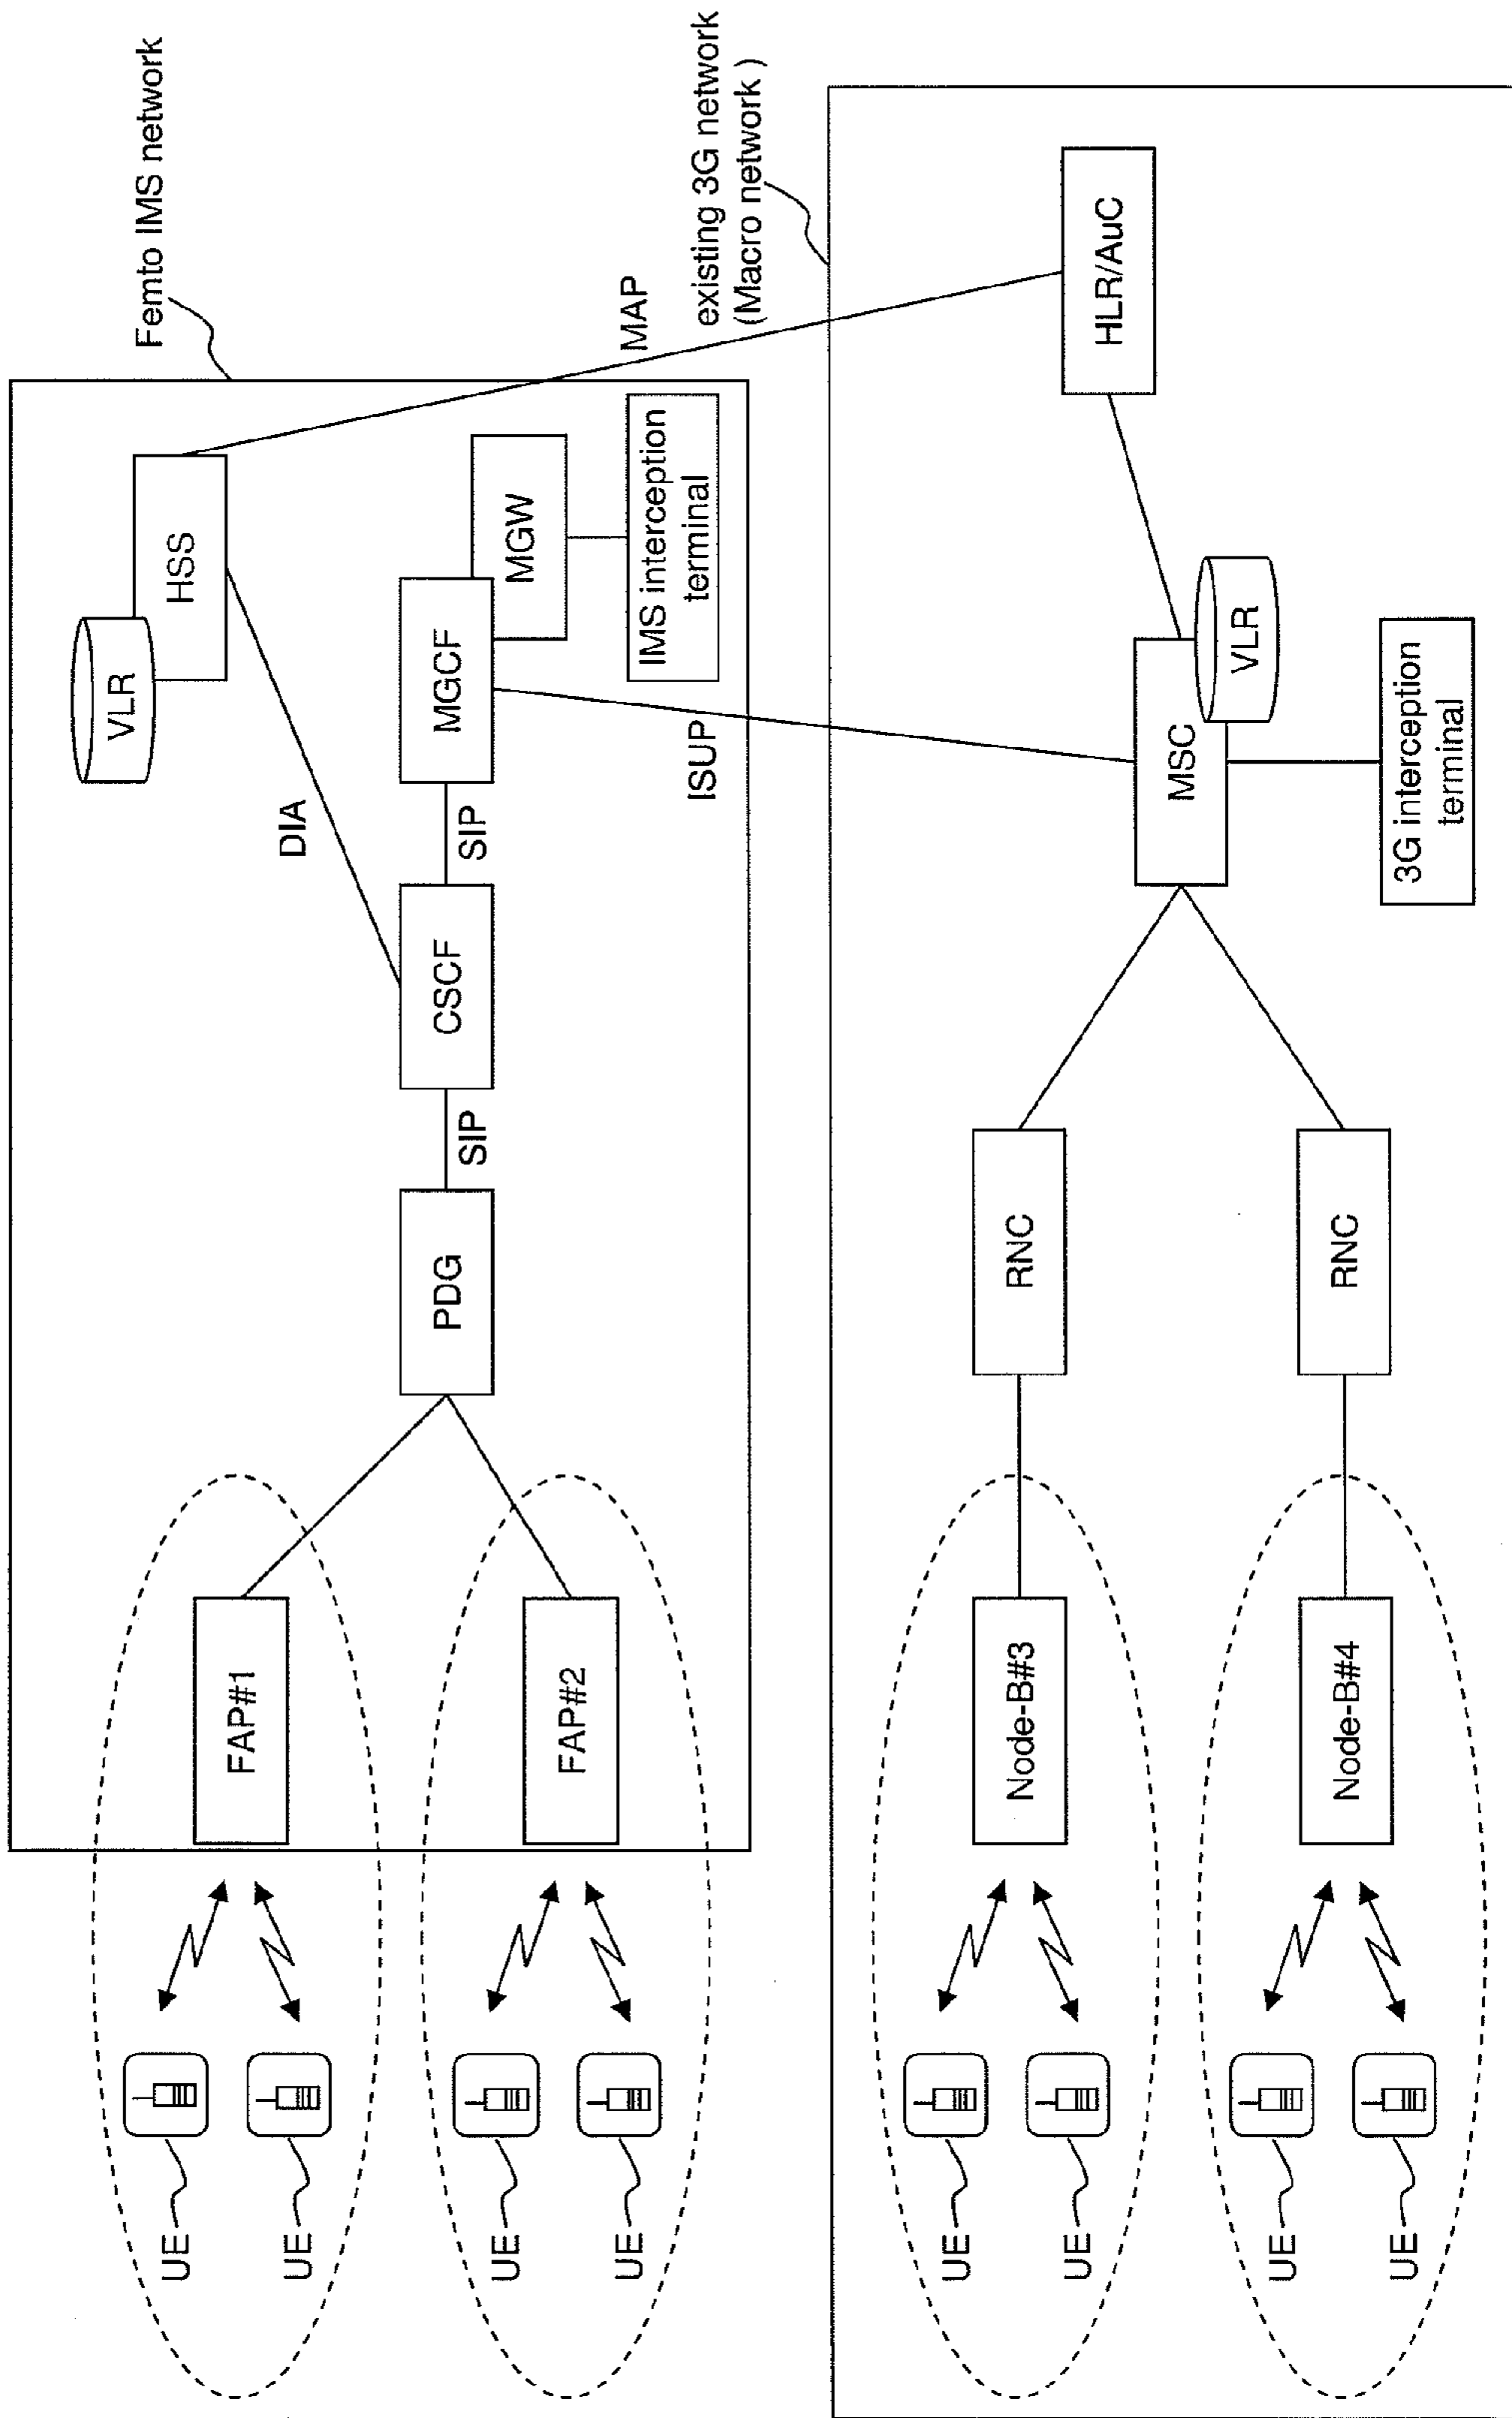 Femto IMS network
VLR
HSS
DIA
MAP
UE
UE
FAP#1
PDG
SIP
CSCF
SIP
MGCF
MGW
IMS interception
terminal
UE
UE
FAP#2
ISUP
existing 3G network
(Macro network )
UE
UE
Node-B#3
RNC
MSC
VLR
HLR/AuC
3G interception
terminal
UE
UE
Node-B#4
RNC